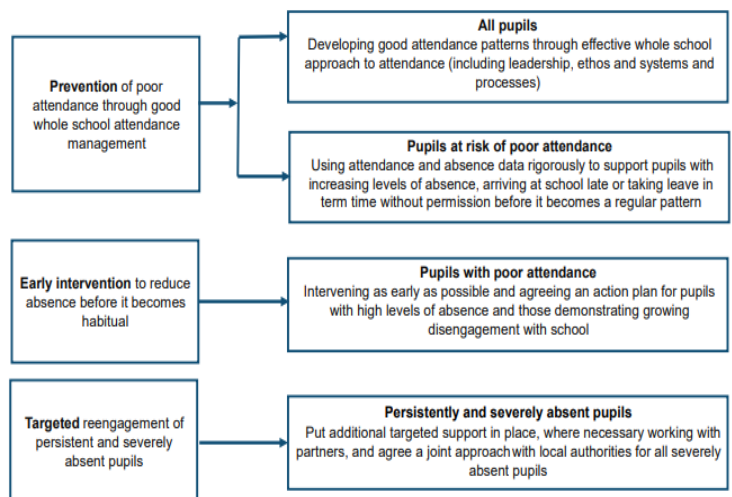 Prevention of poor
attendance through good
whole school attendance
management
All pupils
Developing good attendance patterns through effective whole school
approach to attendance (including leadership, ethos and systems and
processes)
Pupils at risk of poor attendance
Using attendance and absence data rigorously to support pupils with
increasing levels of absence, arriving at school late or taking leave in
term time without permission before it becomes a regular pattern
Early intervention to reduce
absence before it becomes
habitual
Pupils with poor attendance
Intervening as early as possible and agreeing an action plan for pupils
with high levels of absence and those demonstrating growing
disengagement with school
Targeted reengagement of
persistent and severely
absent pupils
Persistently and severely absent pupils
Put additional targeted support in place, where necessary working with
partners, and agree a joint approach with local authorities for all severely
absent pupils